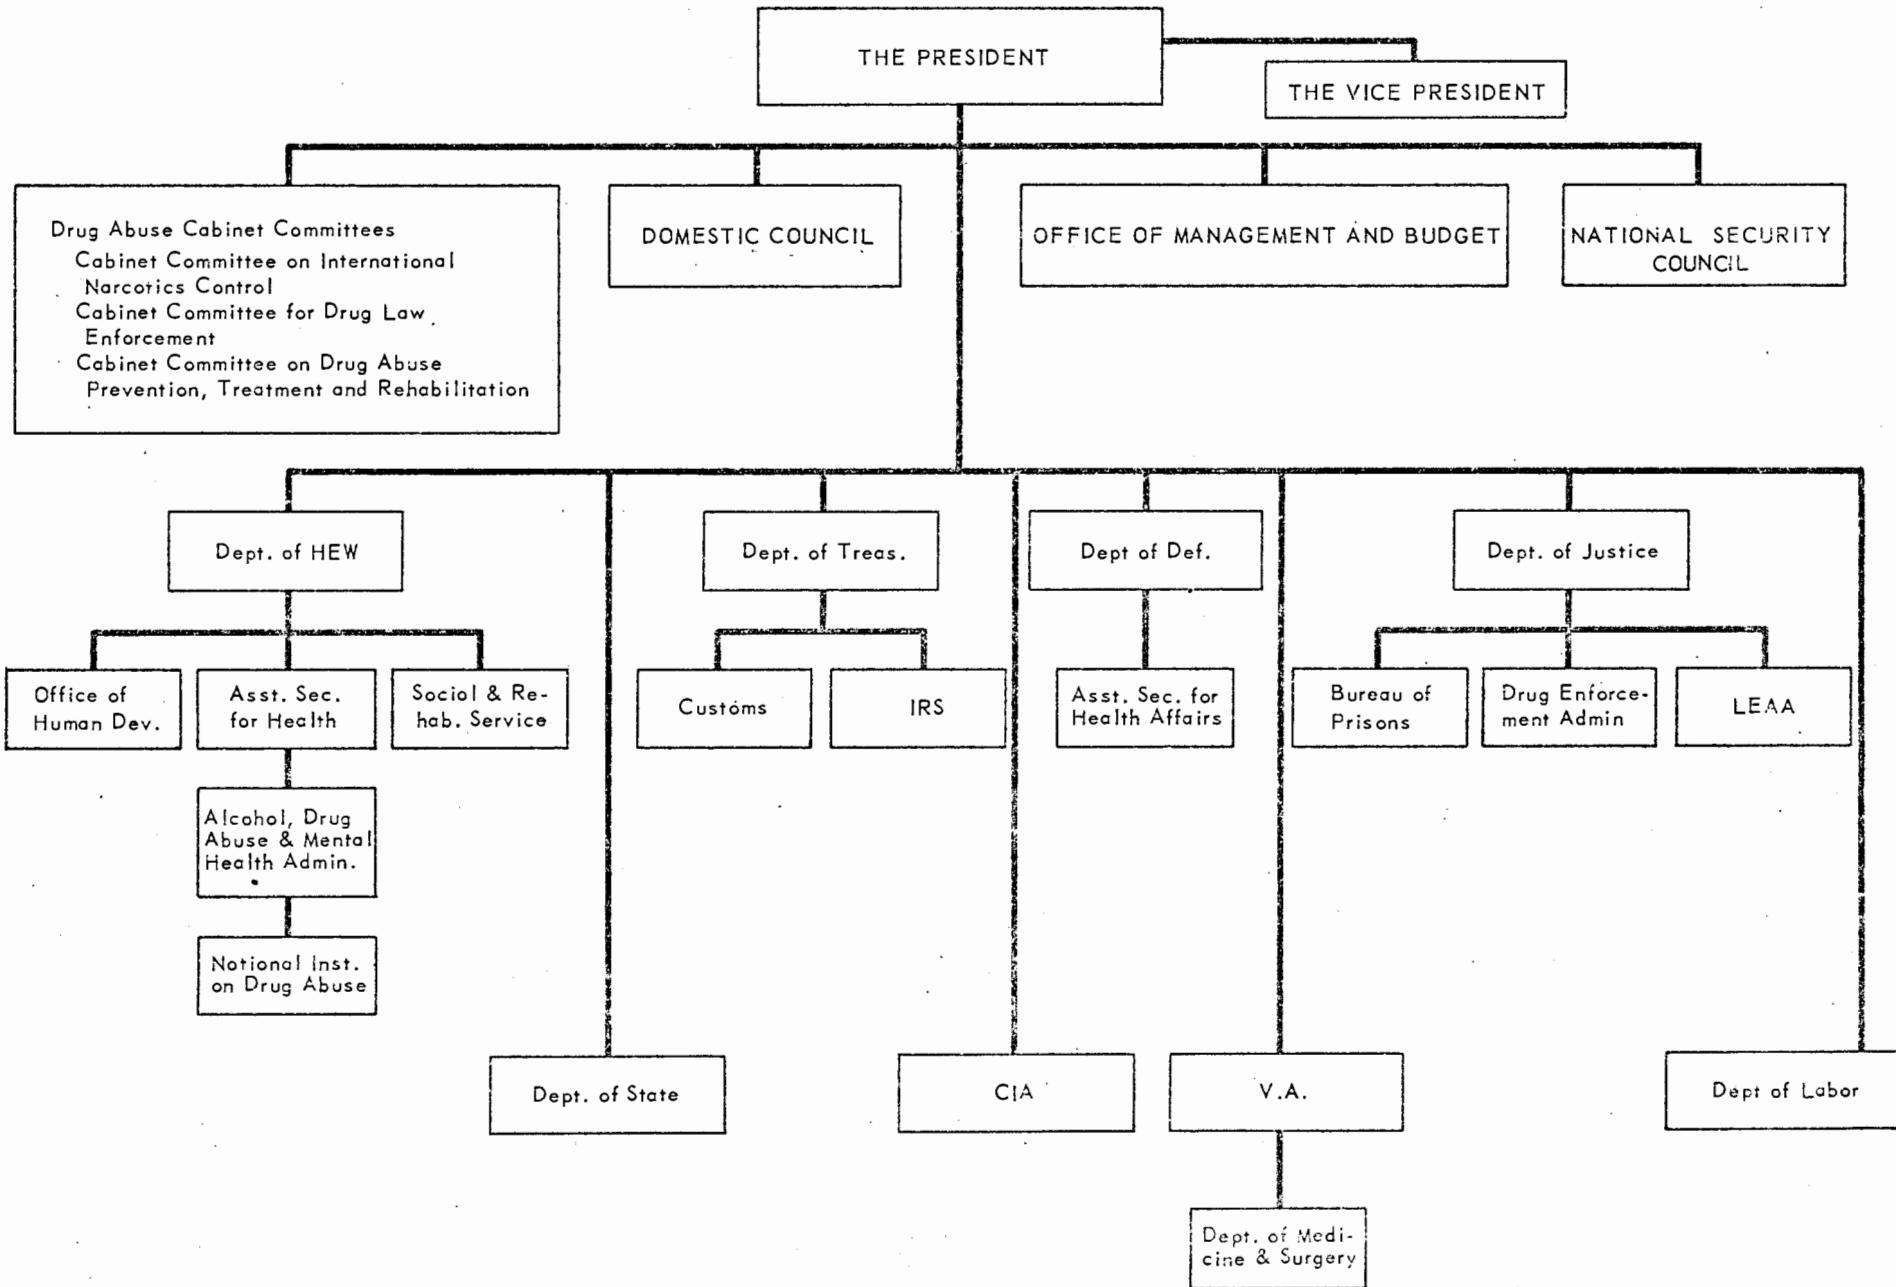 THE PRESIDENT
THE VICE PRESIDENT
Drug Abuse Cabinet Committees
Cabinet Committee on International
Narcotics Control
Cabinet Committee for Drug Law
Enforcement
Cabinet Committee on Drug Abuse
Prevention, Treatment and Rehabilitation
DOMESTIC COUNCIL
OFFICE OF MANAGEMENT AND BUDGET
NATIONAL SECURITY
COUNCIL
Dept. of HEW
Dept. of Treas.
Dept of Def.
Dept. of Justice
Office of
Human Dev.
Asst. Sec.
for Health
Social & Re-
hab. Service
Customs
IRS
Asst. Sec. for
Health Affairs
Bureau of
Prisons
Drug Enforce-
ment Admin
LEAA
Alcohol, Drug
Abuse & Mental
Health Admin.
National Inst.
on Drug Abuse
Dept. of State
CIA
V.A.
Dept of Labor
Dept. of Medi-
cine & Surgery